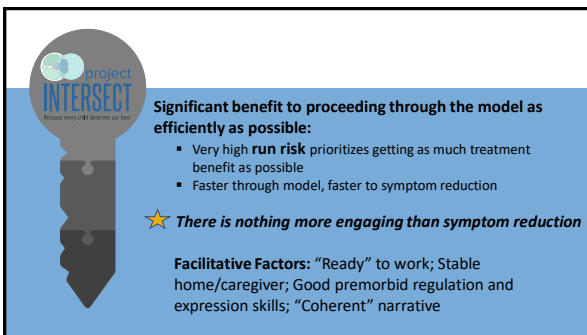 project
INTERSECT
Because every child deserves our best
Significant benefit to proceeding through the model as
efficiently as possible:
▪ Very high run risk prioritizes getting as much treatment
benefit as possible
▪ Faster through model, faster to symptom reduction
There is nothing more engaging than symptom reduction
Facilitative Factors: “Ready” to work; Stable
home/caregiver; Good premorbid regulation and
expression skills; “Coherent” narrative